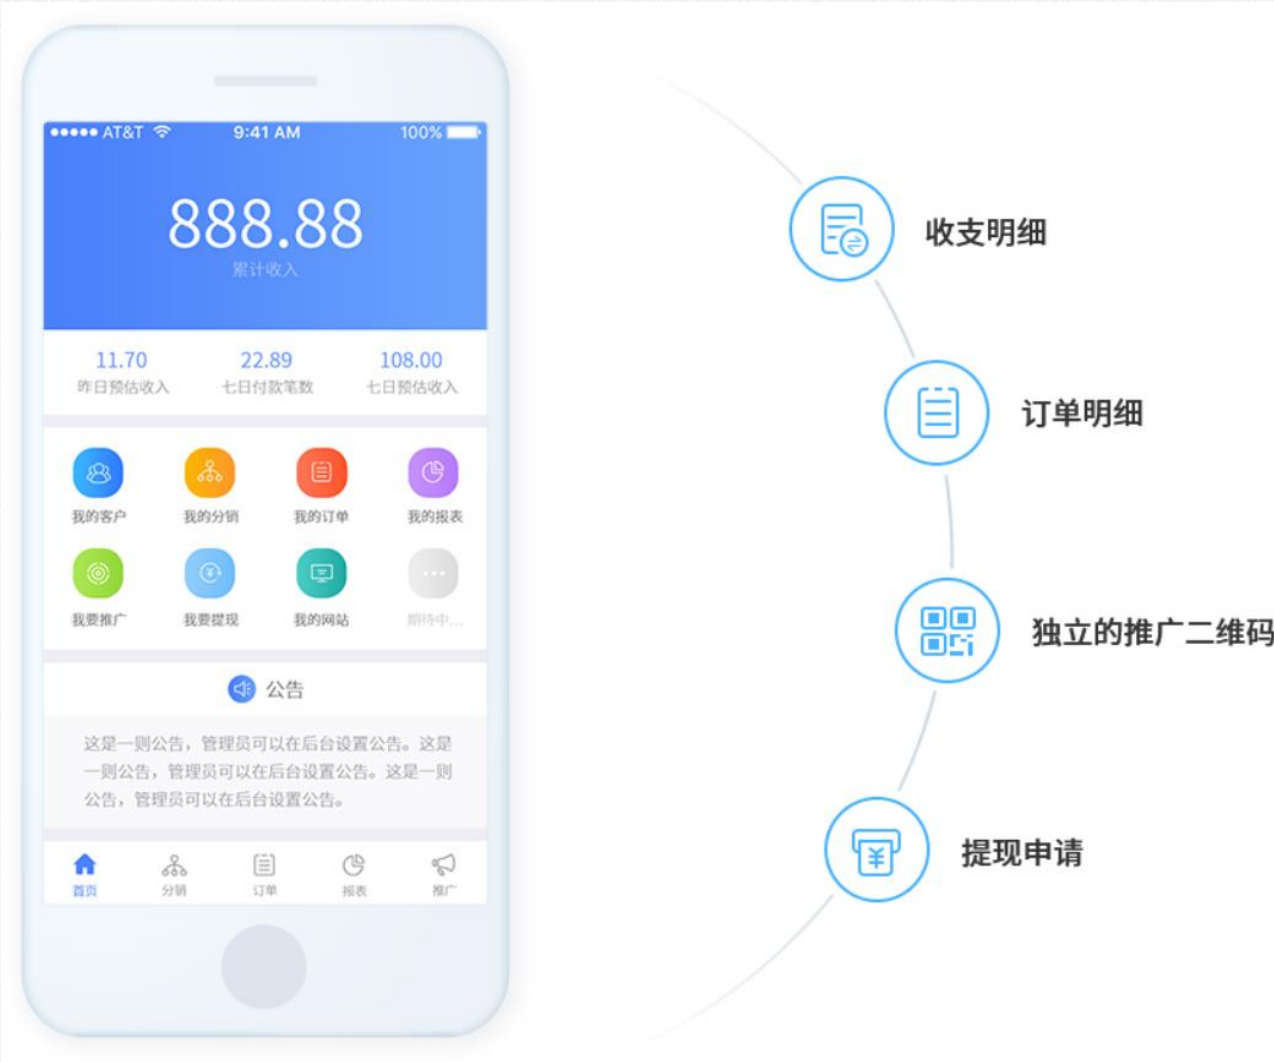 AT&T 9:41 AM 100%
888.88
累计收入
11.70 22.89 108.00
昨日预估收入 七日付款笔数 七日预估收入
我的客户 我的分销 我的订单 我的报表
我要推广 我要提现 我的网站 期待中...
公告
这是一则公告，管理员可以在后台设置公告。这是
一则公告，管理员可以在后台设置公告。这是一则
公告，管理员可以在后台设置公告。
首页 分销 订单 报表 推广
收支明细
订单明细
独立的推广二维码
提现申请